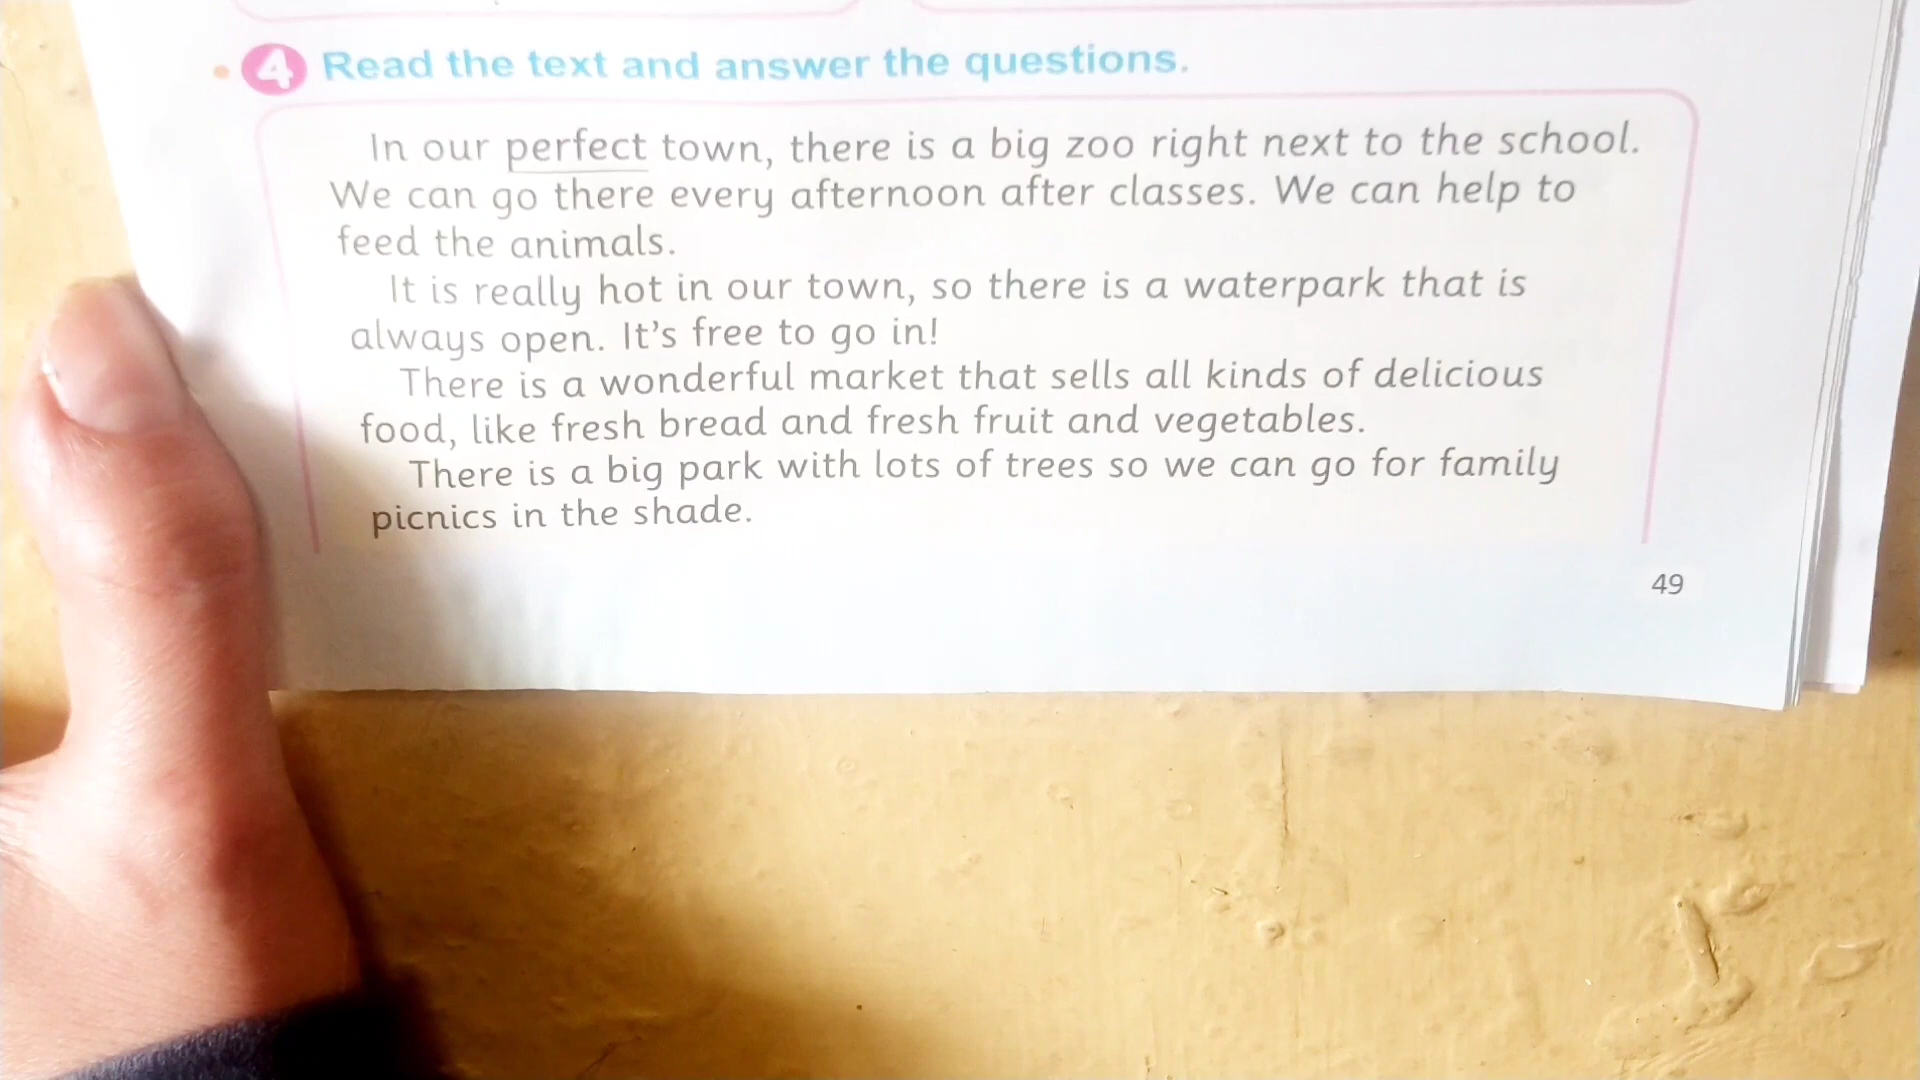 4 Read the text and answer the questions.
In our perfect town, there is a big zoo right next to the school.
We can go there every afternoon after classes. We can help to
feed the animals.
It is really hot in our town, so there is a waterpark that is
always open. It's free to go in!
There is a wonderful market that sells all kinds of delicious
food, like fresh bread and fresh fruit and vegetables.
There is a big park with lots of trees so we can go for family
picnics in the shade.
49